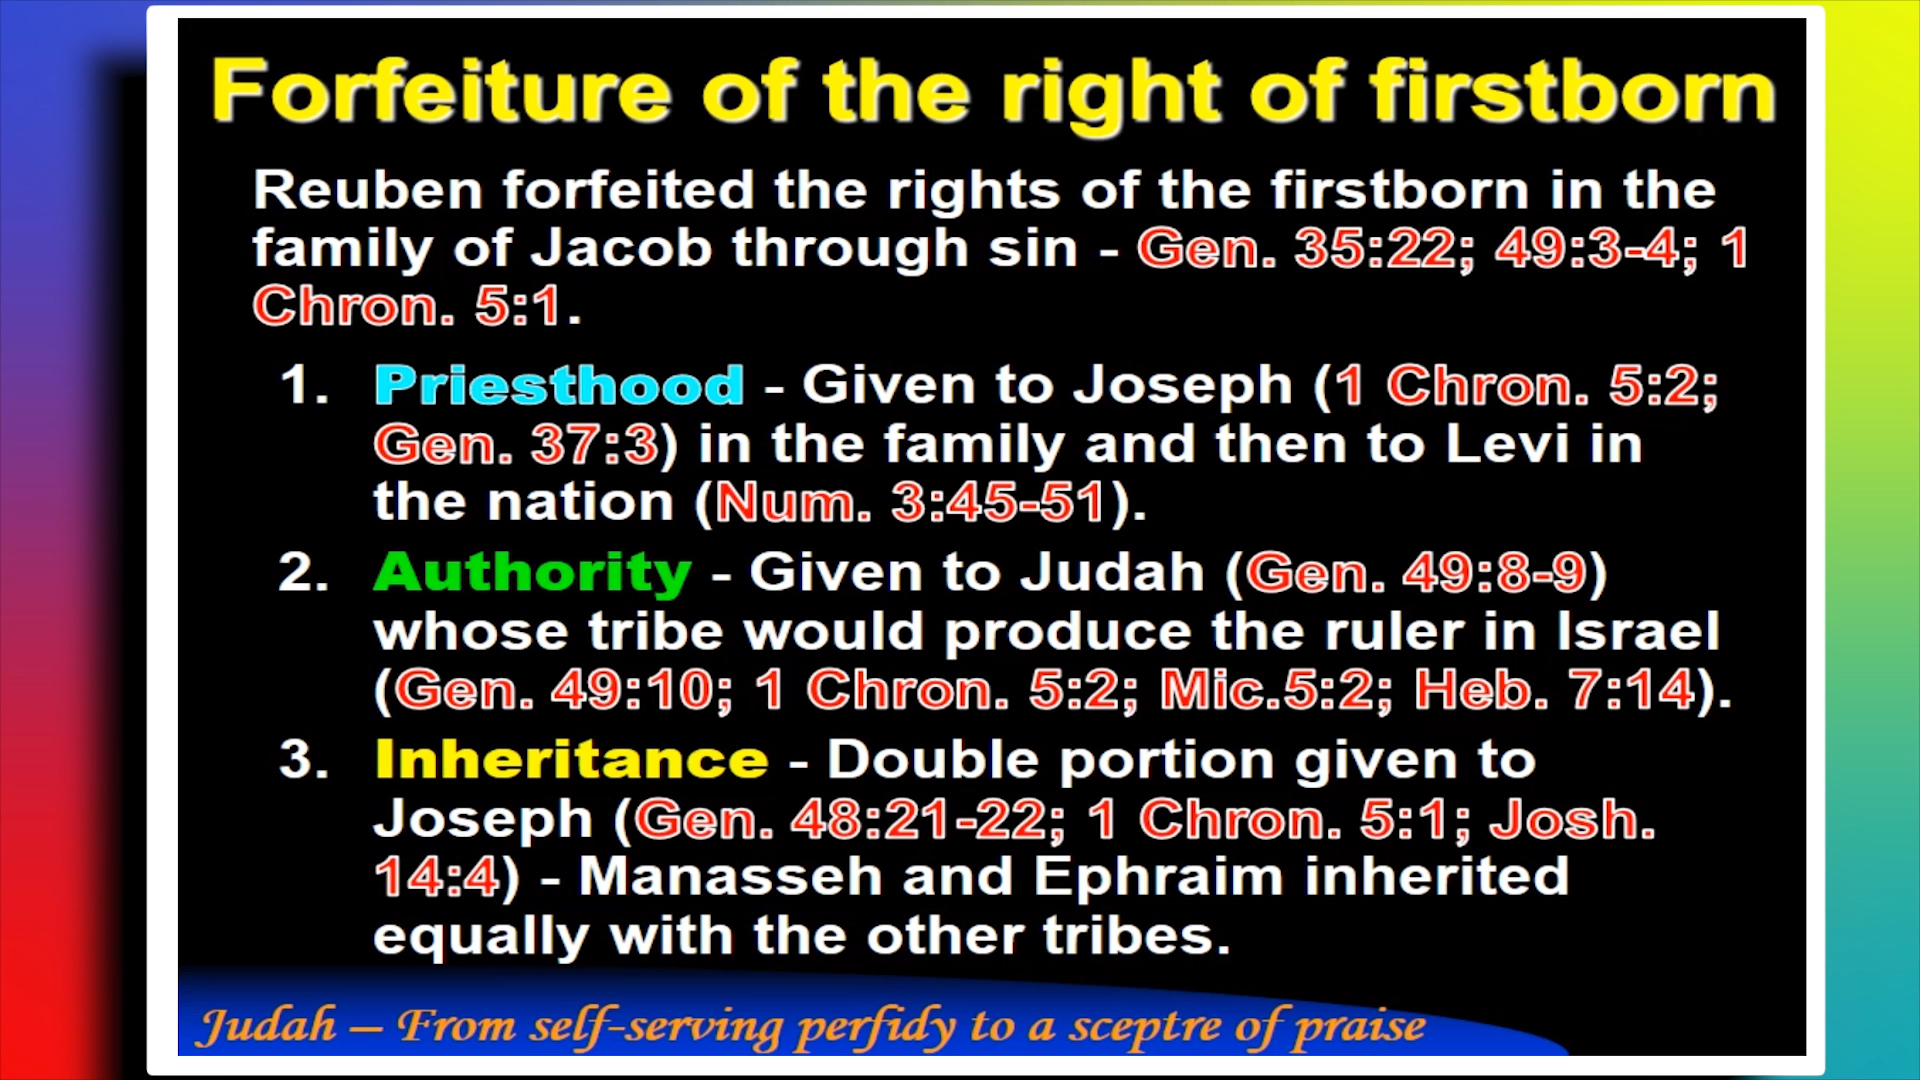 Forfeiture of the right of firstborn
Reuben forfeited the rights of the firstborn in the
family of Jacob through sin - Gen. 35:22; 49:3-4; 1
Chron. 5:1.
1. Priesthood - Given to Joseph (1 Chron. 5:2;
Gen. 37:3) in the family and then to Levi in
the nation (Num. 3:45-51).
2. Authority - Given to Judah (Gen. 49:8-9)
whose tribe would produce the ruler in Israel
(Gen. 49:10; 1 Chron. 5:2; Mic.5:2; Heb. 7:14).
3. Inheritance - Double portion given to
Joseph (Gen. 48:21-22; 1 Chron. 5:1; Josh.
14:4) - Manasseh and Ephraim inherited
equally with the other tribes.
Judah – From self-serving perfidy to a sceptre of praise